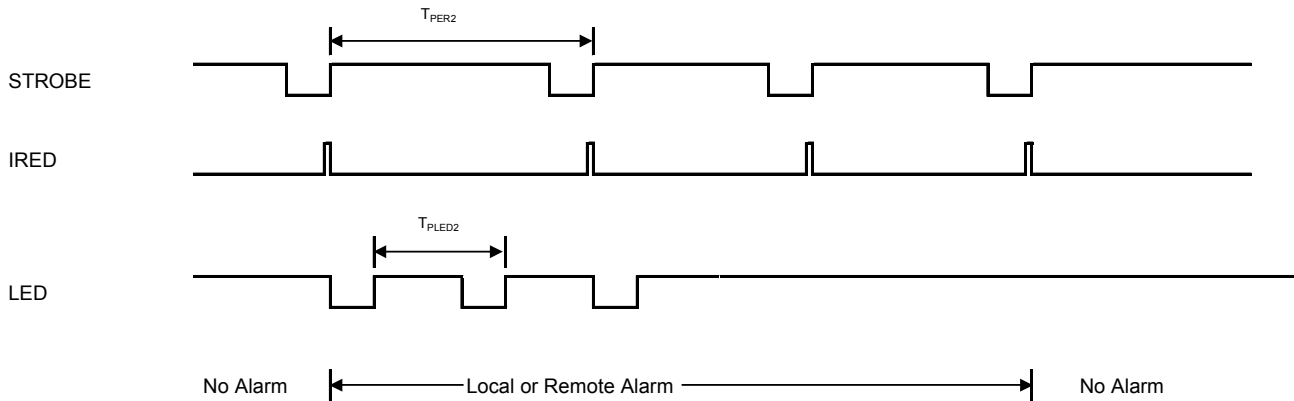 TPER2
STROBE
IRED
TPLED2
LED
No Alarm Local or Remote Alarm No Alarm